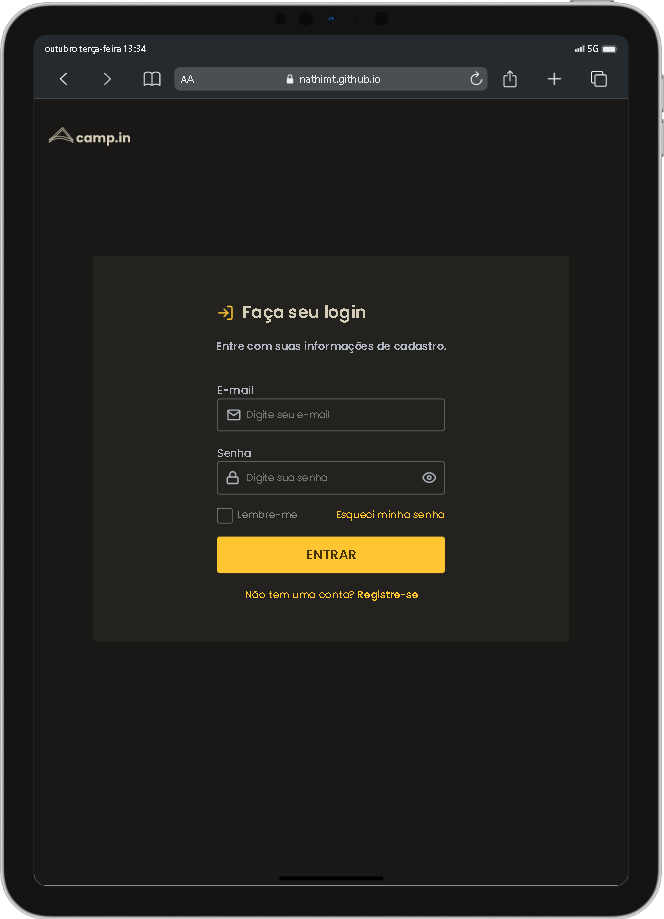 outubro terça-feira 13:34
5G
AA
nathimt.github.io
camp.in
Faça seu login
Entre com suas informações de cadastro.
E-mail
Digite seu e-mail
Senha
Digite sua senha
Lembre-me Esqueci minha senha
ENTRAR
Não tem uma conta? Registre-se